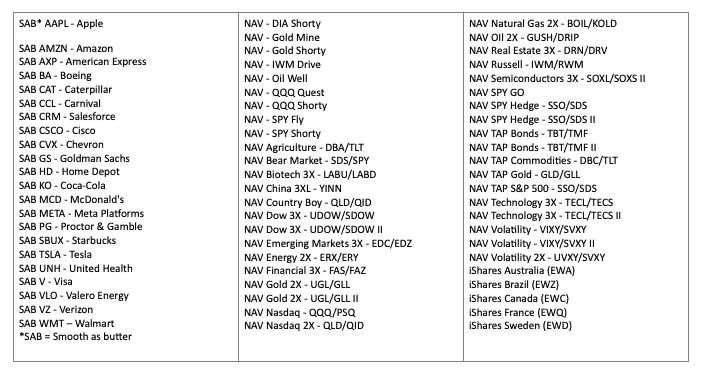 SAB* AAPL - Apple
SAB AMZN - Amazon
SAB AXP - American Express
SAB BA - Boeing
SAB CAT - Caterpillar
SAB CCL - Carnival
SAB CRM - Salesforce
SAB CSCO - Cisco
SAB CVX - Chevron
SAB GS - Goldman Sachs
SAB HD - Home Depot
SAB KO - Coca-Cola
SAB MCD - McDonald's
SAB META - Meta Platforms
SAB PG - Proctor & Gamble
SAB SBUX - Starbucks
SAB TSLA - Tesla
SAB UNH - United Health
SAB V - Visa
SAB VLO - Valero Energy
SAB VZ - Verizon
SAB WMT – Walmart
*SAB = Smooth as butter
NAV - DIA Shorty
NAV - Gold Mine
NAV - Gold Shorty
NAV - IWM Drive
NAV - Oil Well
NAV - QQQ Quest
NAV - QQQ Shorty
NAV - SPY Fly
NAV - SPY Shorty
NAV Agriculture - DBA/TLT
NAV Bear Market - SDS/SPY
NAV Biotech 3X - LABU/LABD
NAV China 3XL - YINN
NAV Country Boy - QLD/QID
NAV Dow 3X - UDOW/SDOW
NAV Dow 3X - UDOW/SDOW II
NAV Emerging Markets 3X - EDC/EDZ
NAV Energy 2X - ERX/ERY
NAV Financial 3X - FAS/FAZ
NAV Gold 2X - UGL/GLL
NAV Gold 2X - UGL/GLL II
NAV Nasdaq - QQQ/PSQ
NAV Nasdaq 2X - QLD/QID
NAV Natural Gas 2X - BOIL/KOLD
NAV OIl 2X - GUSH/DRIP
NAV Real Estate 3X - DRN/DRV
NAV Russell - IWM/RWM
NAV Semiconductors 3X - SOXL/SOXS II
NAV SPY GO
NAV SPY Hedge - SSO/SDS
NAV SPY Hedge - SSO/SDS II
NAV TAP Bonds - TBT/TMF
NAV TAP Bonds - TBT/TMF II
NAV TAP Commodities - DBC/TLT
NAV TAP Gold - GLD/GLL
NAV TAP S&P 500 - SSO/SDS
NAV Technology 3X - TECL/TECS
NAV Technology 3X - TECL/TECS II
NAV Volatility - VIXY/SVXY
NAV Volatility - VIXY/SVXY II
NAV Volatility 2X - UVXY/SVXY
iShares Australia (EWA)
iShares Brazil (EWZ)
iShares Canada (EWC)
iShares France (EWQ)
iShares Sweden (EWD)